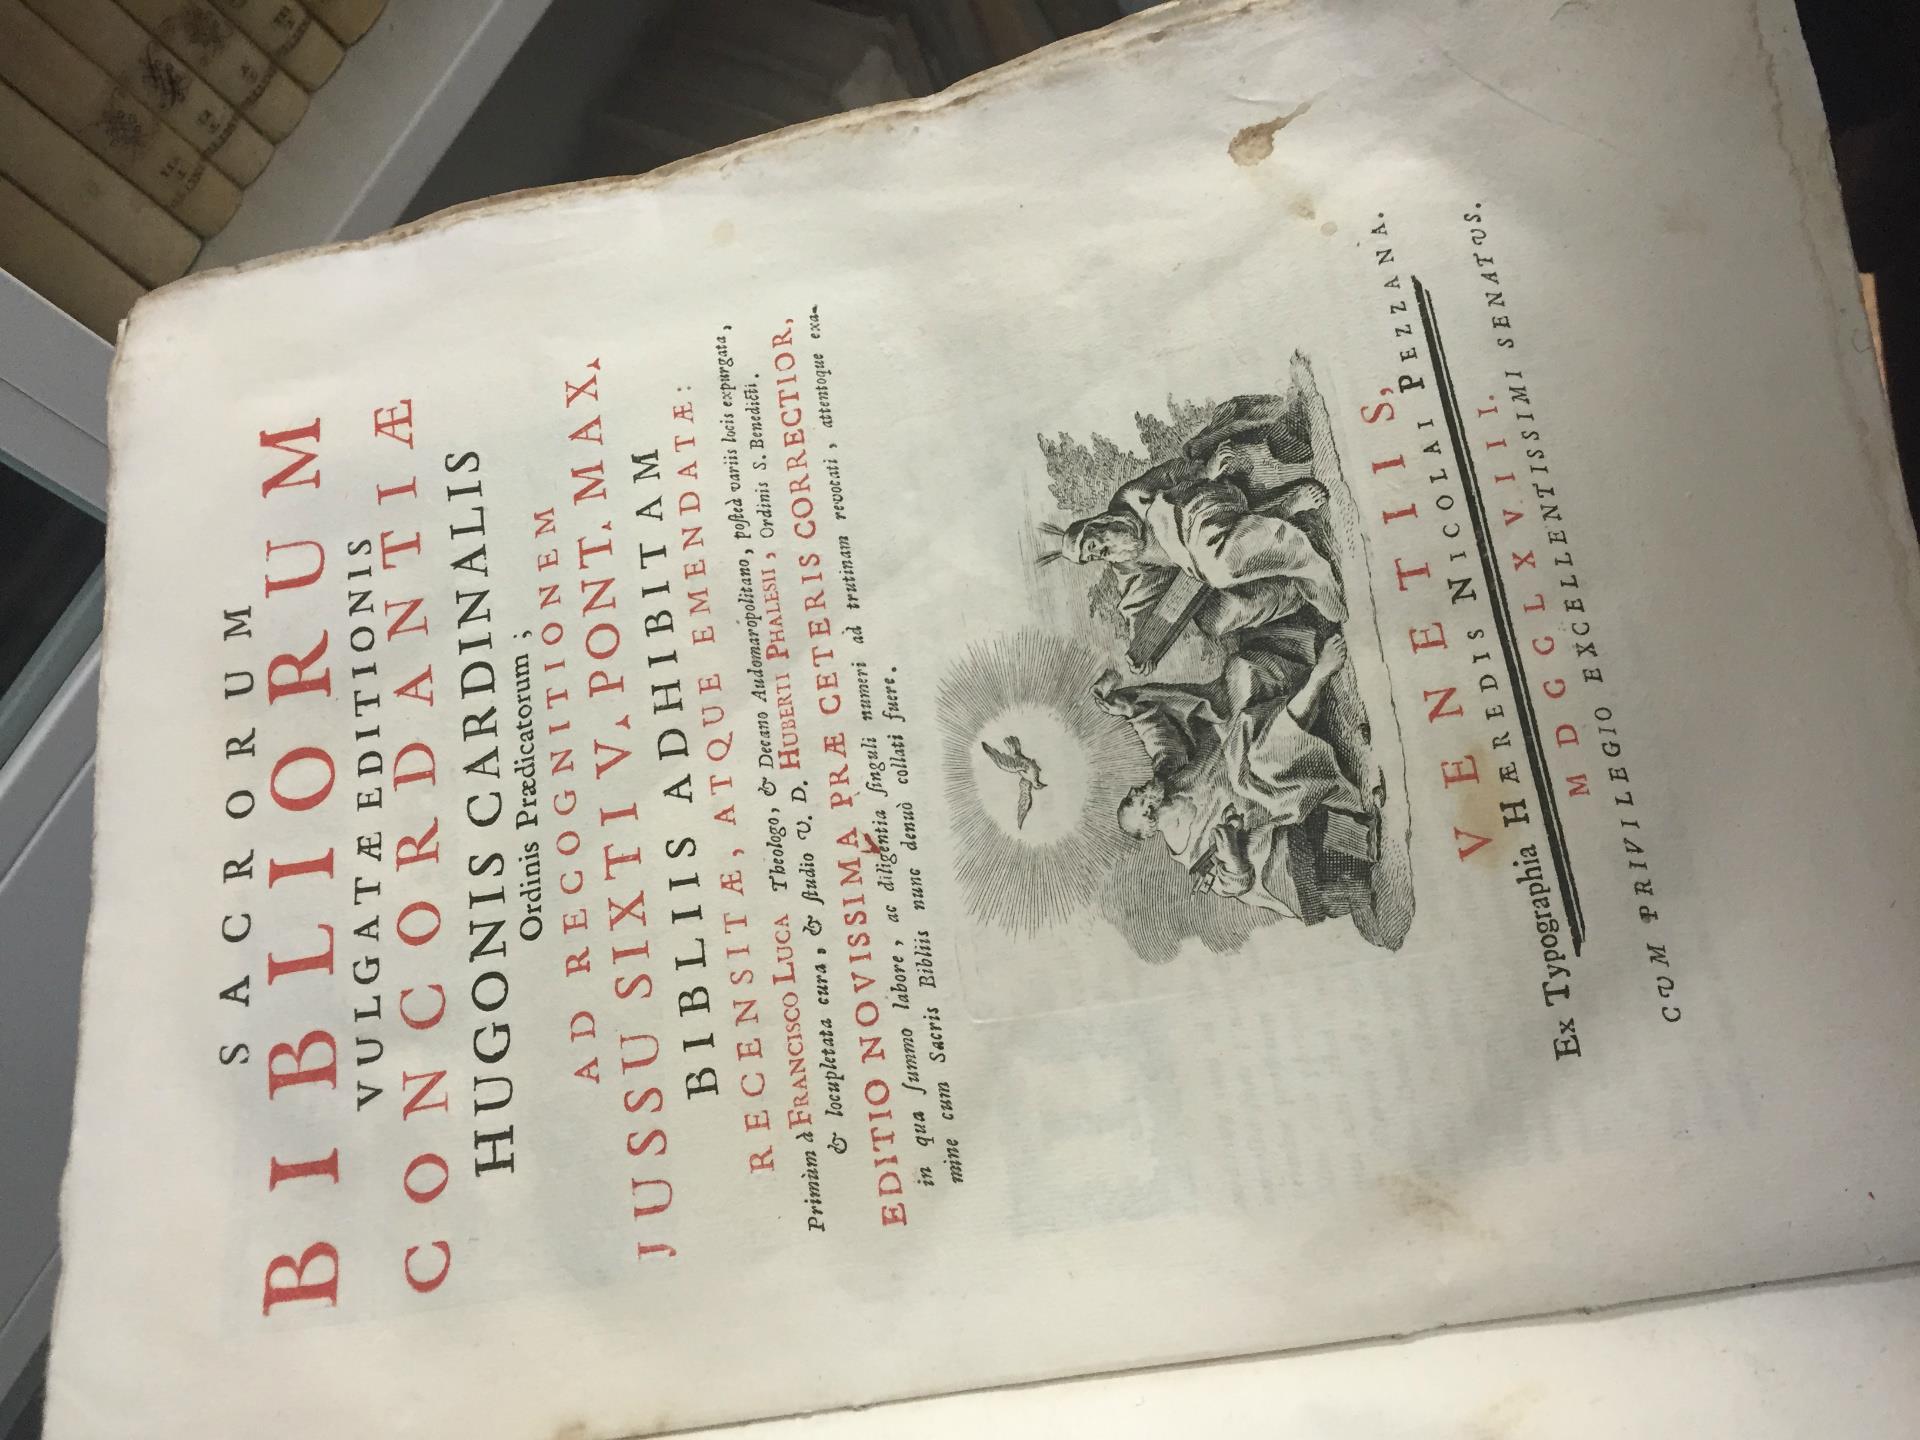 SACRORUM
BIBLIORUM
VULGATÆ EDITIONIS
CONCORDANTIÆ
HUGONIS CARDINALIS
Ordinis Prædicatorum;
AD RECOGNITIONEM
JUSSU SIXTI V. PONT. MAX.
BIBLIIS ADHIBITAM
RECENSITÆ, ATQUE EMENDATÆ:
Primùm à FRANCISCO LUCA Theologo, & Decano Audomaropolitano, posteà variis locis expurgata,
& locupletata cura, & studio V. D. HUBERTI PHALESII, Ordinis S. Benedicti.
EDITIO NOVISSIMA PRÆ CETERIS CORRECTIOR,
in qua summo labore, ac diligentia singuli numeri ad trutinam revocati, attentoque exa-
mine cum Sacris Bibliis nunc denuò collati fuere.
VENETIIS,
Ex Typographia HÆREDIS NICOLAI PEZZANA.
MDCCLXVIII.
CVM PRIVILEGIO EXCELLENTISSIMI SENATVS.